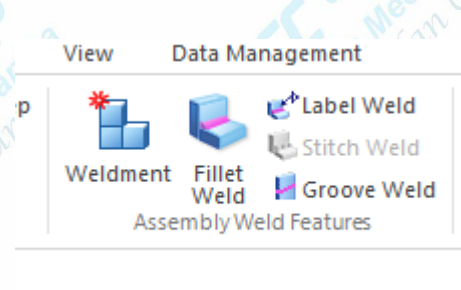 View Data Management
p
Weldment
Fillet
Weld
Label Weld
Stitch Weld
Groove Weld
Assembly Weld Features